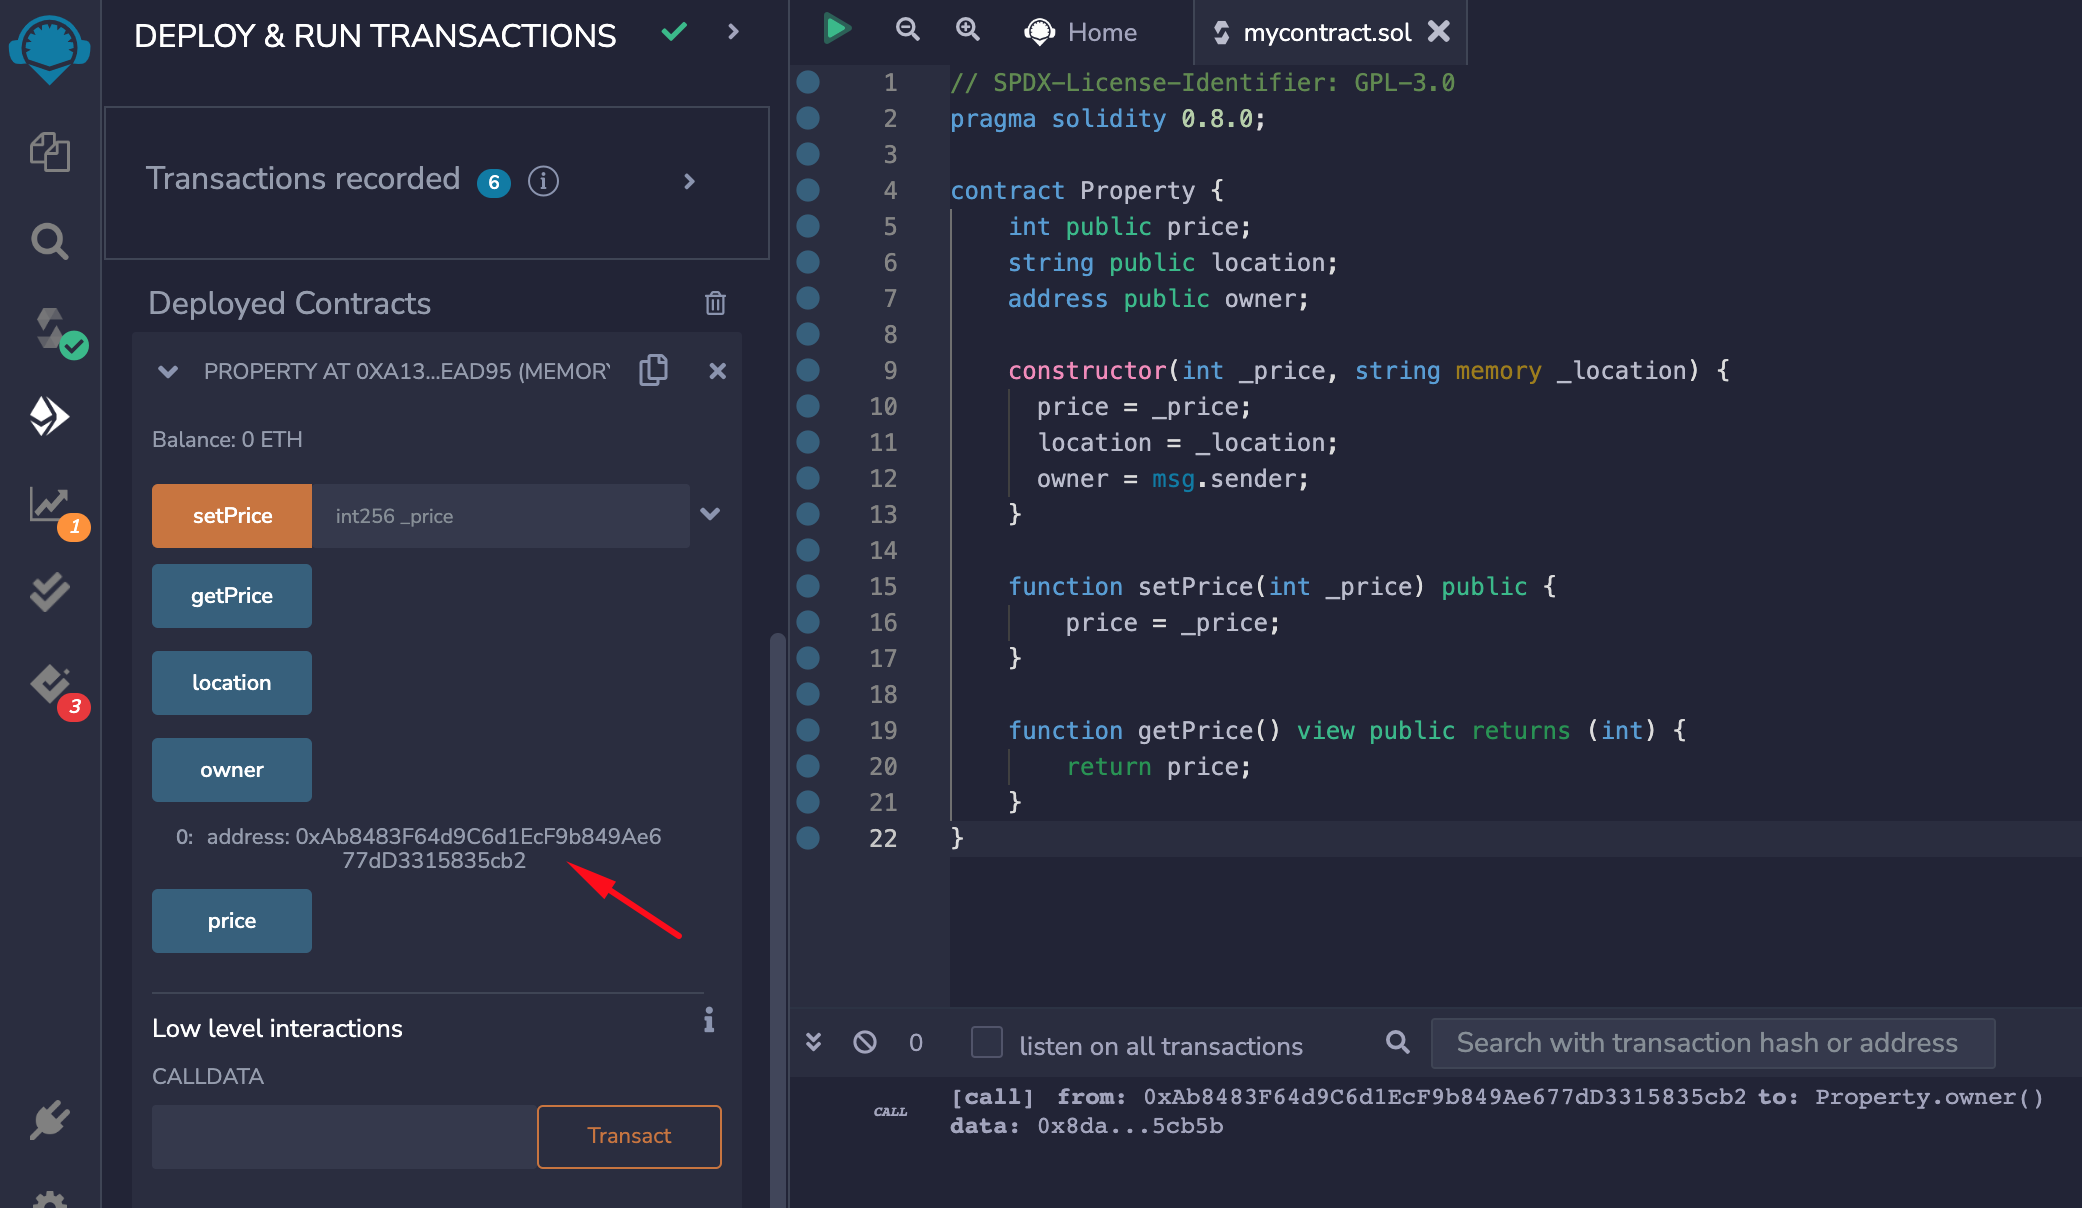 DEPLOY & RUN TRANSACTIONS
Transactions recorded 6 i
Deployed Contracts
PROPERTY AT 0XA13...EAD95 (MEMORY
Balance: 0 ETH
setPrice int256 _price
getPrice
location
owner
0: address: 0xAb8483F64d9C6d1EcF9b849Ae6
77dD3315835cb2
price
Low level interactions i
CALLDATA
Transact
1
3
Home mycontract.sol
1 // SPDX-License-Identifier: GPL-3.0
2 pragma solidity 0.8.0;
3
4 contract Property {
5 int public price;
6 string public location;
7 address public owner;
8
9 constructor(int _price, string memory _location) {
10 price = _price;
11 location = _location;
12 owner = msg.sender;
13 }
14
15 function setPrice(int _price) public {
16 price = _price;
17 }
18
19 function getPrice() view public returns (int) {
20 return price;
21 }
22 }
0 listen on all transactions Search with transaction hash or address
CALL [call] from: 0xAb8483F64d9C6d1EcF9b849Ae677dD3315835cb2 to: Property.owner()
data: 0x8da...5cb5b